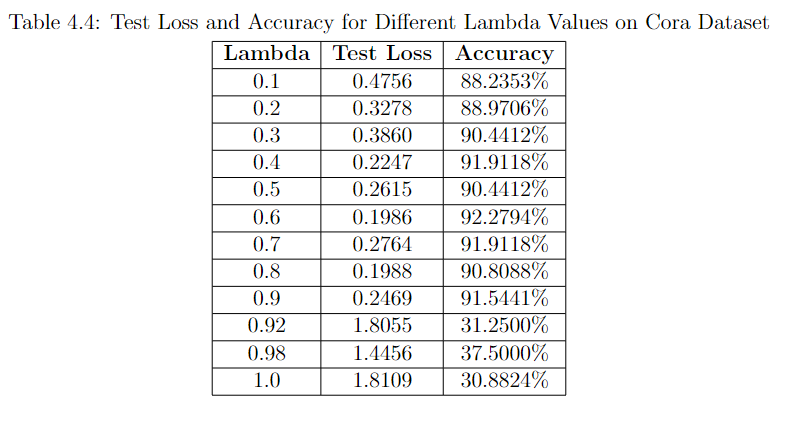 Table 4.4: Test Loss and Accuracy for Different Lambda Values on Cora Dataset
Lambda Test Loss Accuracy
0.1 0.4756 88.2353%
0.2 0.3278 88.9706%
0.3 0.3860 90.4412%
0.4 0.2247 91.9118%
0.5 0.2615 90.4412%
0.6 0.1986 92.2794%
0.7 0.2764 91.9118%
0.8 0.1988 90.8088%
0.9 0.2469 91.5441%
0.92 1.8055 31.2500%
0.98 1.4456 37.5000%
1.0 1.8109 30.8824%